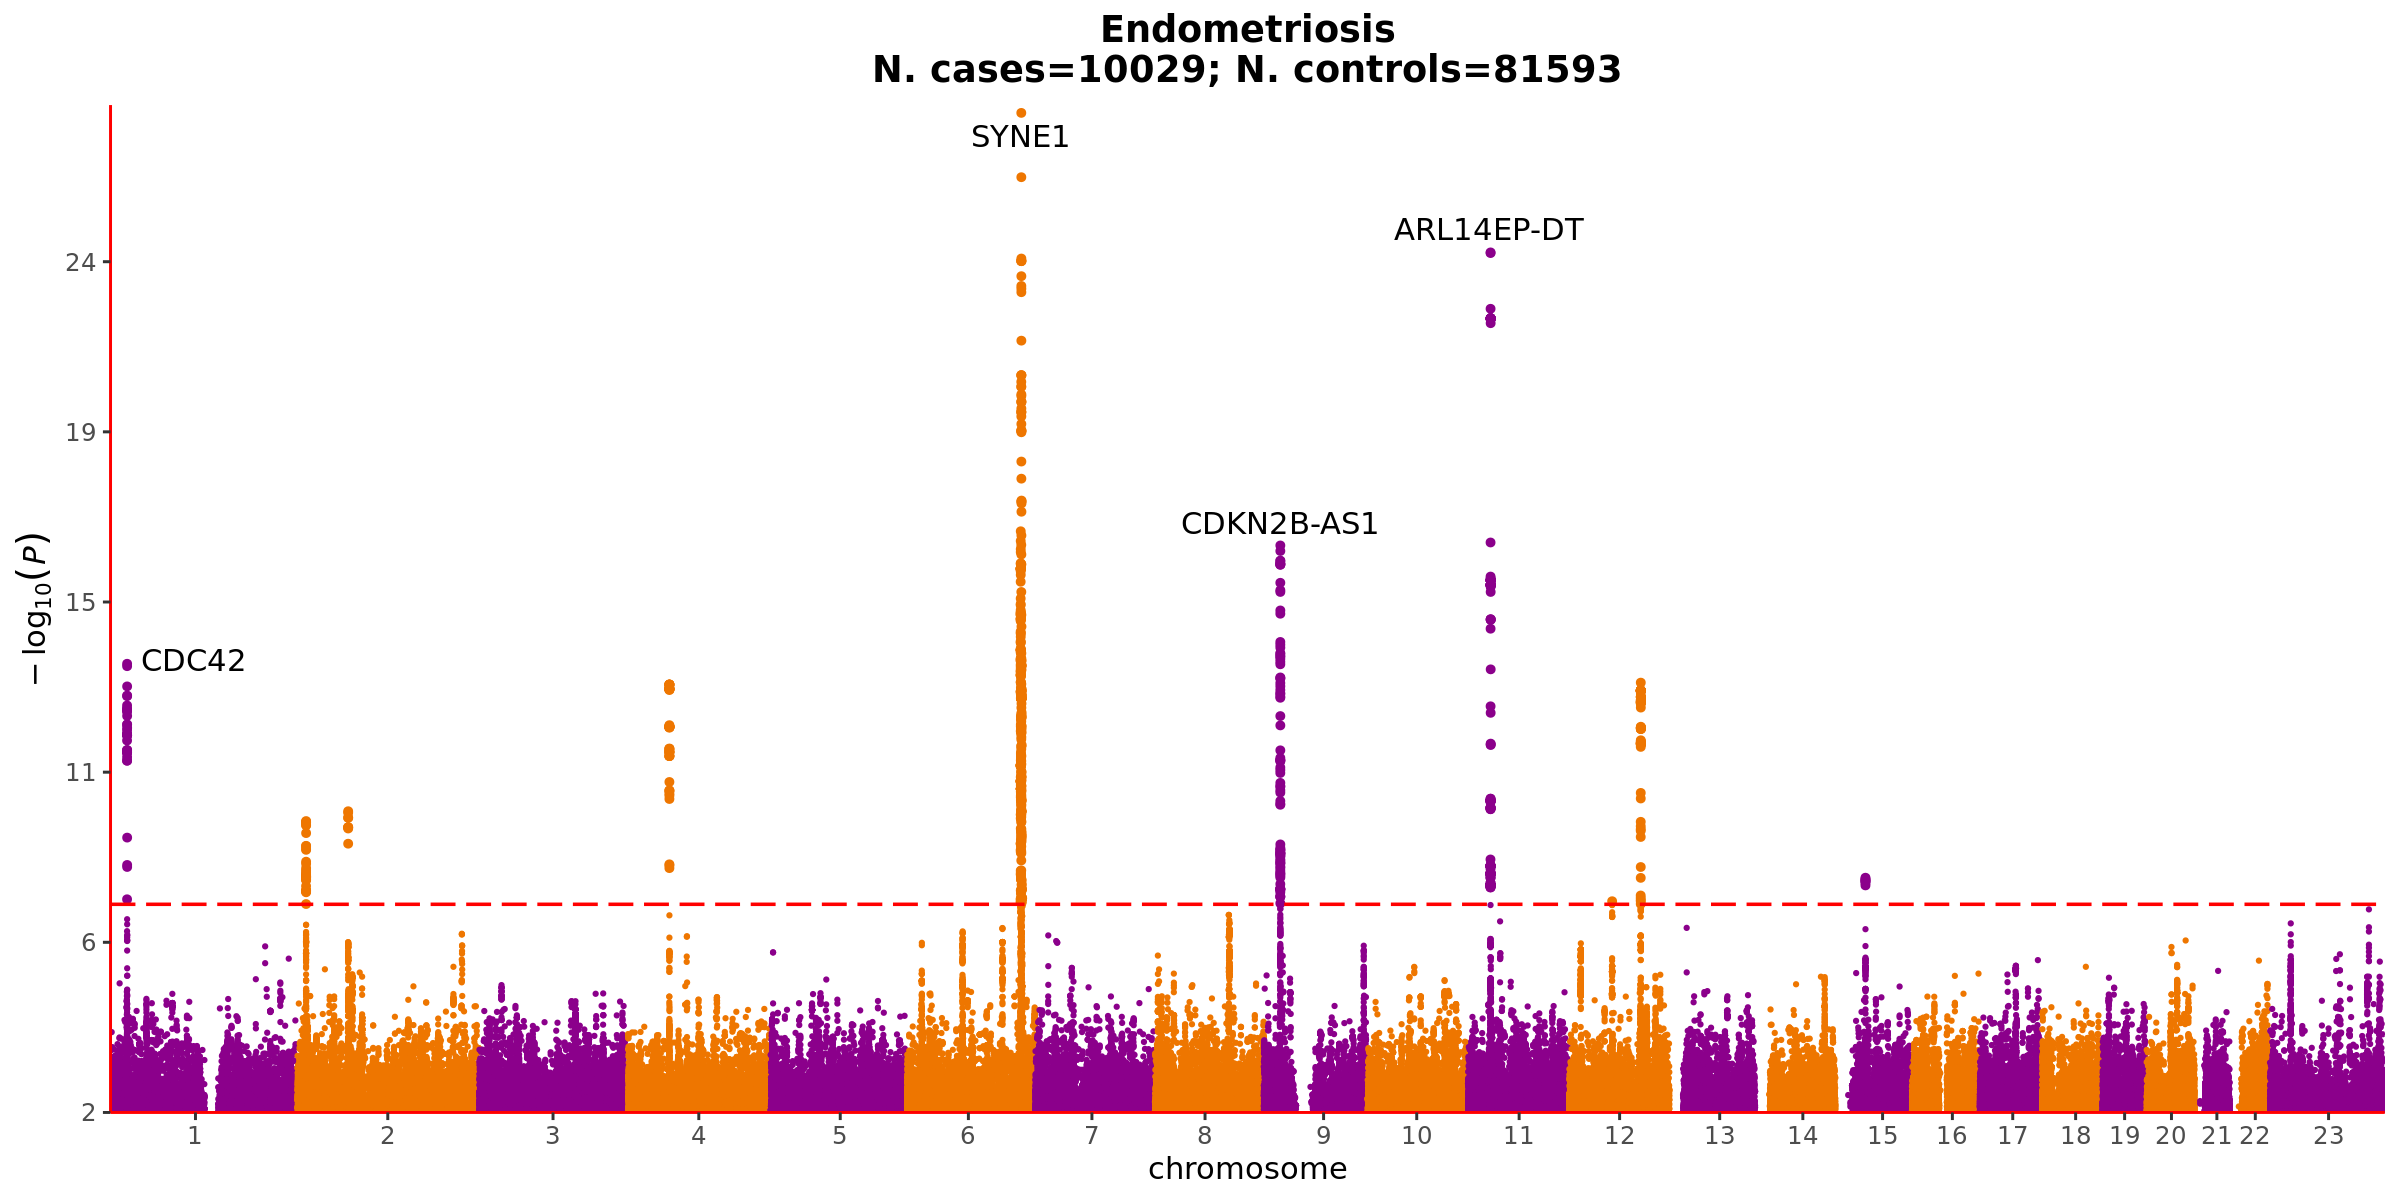 Endometriosis
N. cases=10029; N. controls=81593
SYNE1
ARL14EP-DT
24
19
CDKN2B-AS1
15
CDC42
11
6
2
−log10(P)
1 2 3 4 5 6 7 8 9 10 11 12 13 14 15 16 17 18 19 20 21 22 23
chromosome